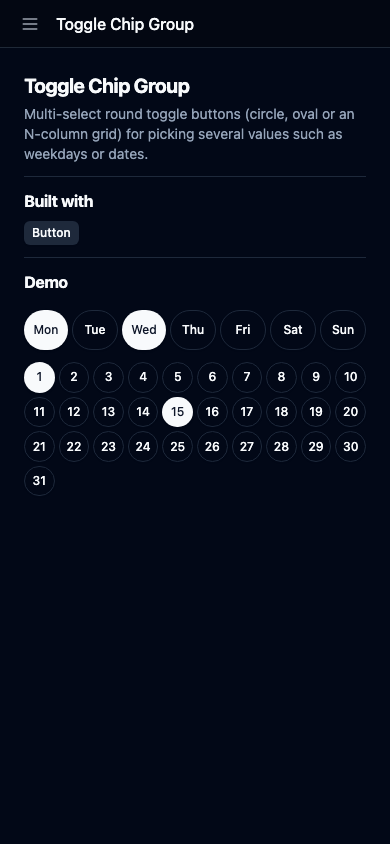 Toggle Chip Group
Toggle Chip Group
Multi-select round toggle buttons (circle, oval or an
N-column grid) for picking several values such as
weekdays or dates.
Built with
Button
Demo
Mon Tue Wed Thu Fri Sat Sun
1 2 3 4 5 6 7 8 9 10
11 12 13 14 15 16 17 18 19 20
21 22 23 24 25 26 27 28 29 30
31